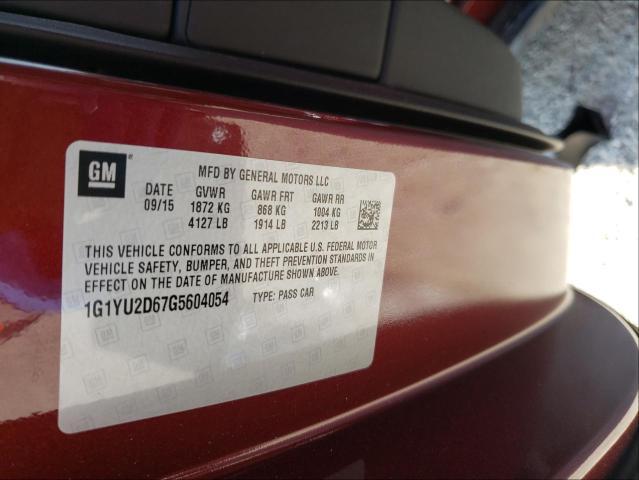 GM
MFD BY GENERAL MOTORS LLC
DATE GVWR GAWR FRT GAWR RR
09/15 1872 KG 868 KG 1004 KG
4127 LB 1914 LB 2213 LB
THIS VEHICLE CONFORMS TO ALL APPLICABLE U.S. FEDERAL MOTOR
VEHICLE SAFETY, BUMPER, AND THEFT PREVENTION STANDARDS IN
EFFECT ON THE DATE OF MANUFACTURE SHOWN ABOVE.
1G1YU2D67G5604054 TYPE: PASS CAR